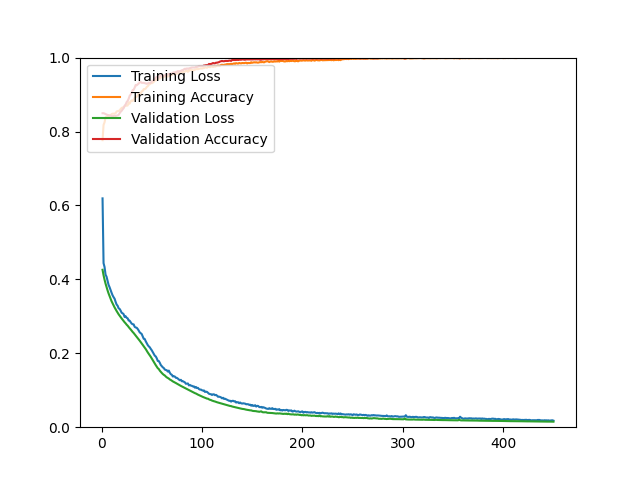 1.0
0.8
0.6
0.4
0.2
0.0
Training Loss
Training Accuracy
Validation Loss
Validation Accuracy
0 100 200 300 400